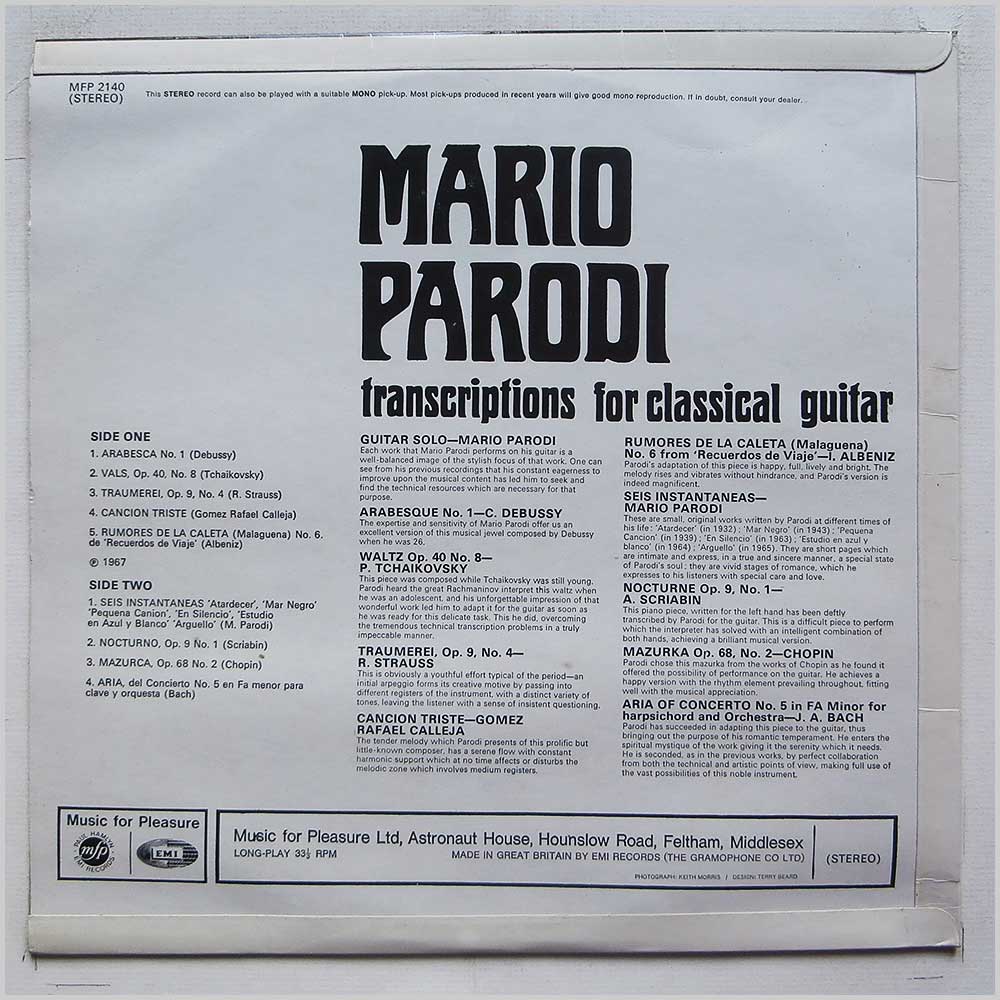 MFP 2140
(STEREO)
This STEREO record can also be played with a suitable MONO pick-up. Most pick-ups produced in recent years will give good mono reproduction. If in doubt, consult your dealer.
MARIO
PARODI
transcriptions for classical guitar
SIDE ONE
1. ARABESCA No. 1 (Debussy)
2. VALS, Op. 40, No. 8 (Tchaikovsky)
3. TRAUMEREI, Op. 9, No. 4 (R. Strauss)
4. CANCION TRISTE (Gomez Rafael Calleja)
5. RUMORES DE LA CALETA (Malaguena) No. 6.
de 'Recuerdos de Viaje' (Albeniz)
℗ 1967
SIDE TWO
1. SEIS INSTANTANEAS 'Atardecer', 'Mar Negro'
'Pequena Cancion', 'En Silencio', 'Estudio
en Azul y Blanco' 'Arguello' (M. Parodi)
2. NOCTURNO, Op. 9 No. 1 (Scriabin)
3. MAZURCA, Op. 68 No. 2 (Chopin)
4. ARIA, del Concierto No. 5 en Fa menor para
clave y orquesta (Bach)
GUITAR SOLO—MARIO PARODI
Each work that Mario Parodi performs on his guitar is a
well-balanced image of the stylish focus of that work. One can
see from his previous recordings that his constant eagerness to
improve upon the musical content has led him to seek and
find the technical resources which are necessary for that
purpose.
ARABESQUE No. 1—C. DEBUSSY
The expertise and sensitivity of Mario Parodi offer us an
excellent version of this musical jewel composed by Debussy
when he was 26.
WALTZ Op. 40 No. 8—
P. TCHAIKOVSKY
This piece was composed while Tchaikovsky was still young.
Parodi heard the great Rachmaninov interpret this waltz when
he was an adolescent, and his unforgettable impression of that
wonderful work led him to adapt it for the guitar as soon as
he was ready for this delicate task. This he did, overcoming
the tremendous technical transcription problems in a truly
impeccable manner.
TRAUMEREI, Op. 9, No. 4—
R. STRAUSS
This is obviously a youthful effort typical of the period—an
initial arpeggio forms its creative motive by passing into
different registers of the instrument, with a distinct variety of
tones, leaving the listener with a sense of insistent questioning.
CANCION TRISTE—GOMEZ
RAFAEL CALLEJA
The tender melody which Parodi presents of this prolific but
little-known composer, has a serene flow with constant
harmonic support which at no time affects or disturbs the
melodic zone which involves medium registers.
RUMORES DE LA CALETA (Malaguena)
No. 6 from 'Recuerdos de Viaje'—I. ALBENIZ
Parodi's adaptation of this piece is happy, full, lively and bright. The
melody rises and vibrates without hindrance, and Parodi's version is
indeed magnificent.
SEIS INSTANTANEAS—
MARIO PARODI
These are small, original works written by Parodi at different times of
his life; 'Atardecer' (in 1932); 'Mar Negro' (in 1943); 'Pequena
Cancion' (in 1939); 'En Silencio' (in 1963); 'Estudio en azul y
blanco' (in 1964); 'Arguello' (in 1965). They are short pages which
are intimate and express, in a true and sincere manner, a special state
of Parodi's soul; they are vivid stages of romance, which he
expresses to his listeners with special care and love.
NOCTURNE Op. 9, No. 1—
A. SCRIABIN
This piano piece, written for the left hand has been deftly
transcribed by Parodi for the guitar. This is a difficult piece to perform
which the interpreter has solved with an intelligent combination of
both hands, achieving a brilliant musical version.
MAZURKA Op. 68, No. 2—CHOPIN
Parodi chose this mazurka from the works of Chopin as he found it
offered the possibility of performance on the guitar. He achieves a
happy version with the rhythm element prevailing throughout, fitting
well with the musical appreciation.
ARIA OF CONCERTO No. 5 in FA Minor for
harpsichord and Orchestra—J. A. BACH
Parodi has succeeded in adapting this piece to the guitar, thus
bringing out the purpose of his romantic temperament. He enters the
spiritual mystique of the work giving it the serenity which it needs.
He is seconded, as in the previous works, by perfect collaboration
from both the technical and artistic points of view, making full use of
the vast possibilities of this noble instrument.
Music for Pleasure
PAUL HAMLYN
mfp
EMI RECORDS
EMI
Music for Pleasure Ltd, Astronaut House, Hounslow Road, Feltham, Middlesex
LONG-PLAY 33⅓ RPM
MADE IN GREAT BRITAIN BY EMI RECORDS (THE GRAMOPHONE CO LTD)
(STEREO)
PHOTOGRAPH: KEITH MORRIS / DESIGN: TERRY BEARD